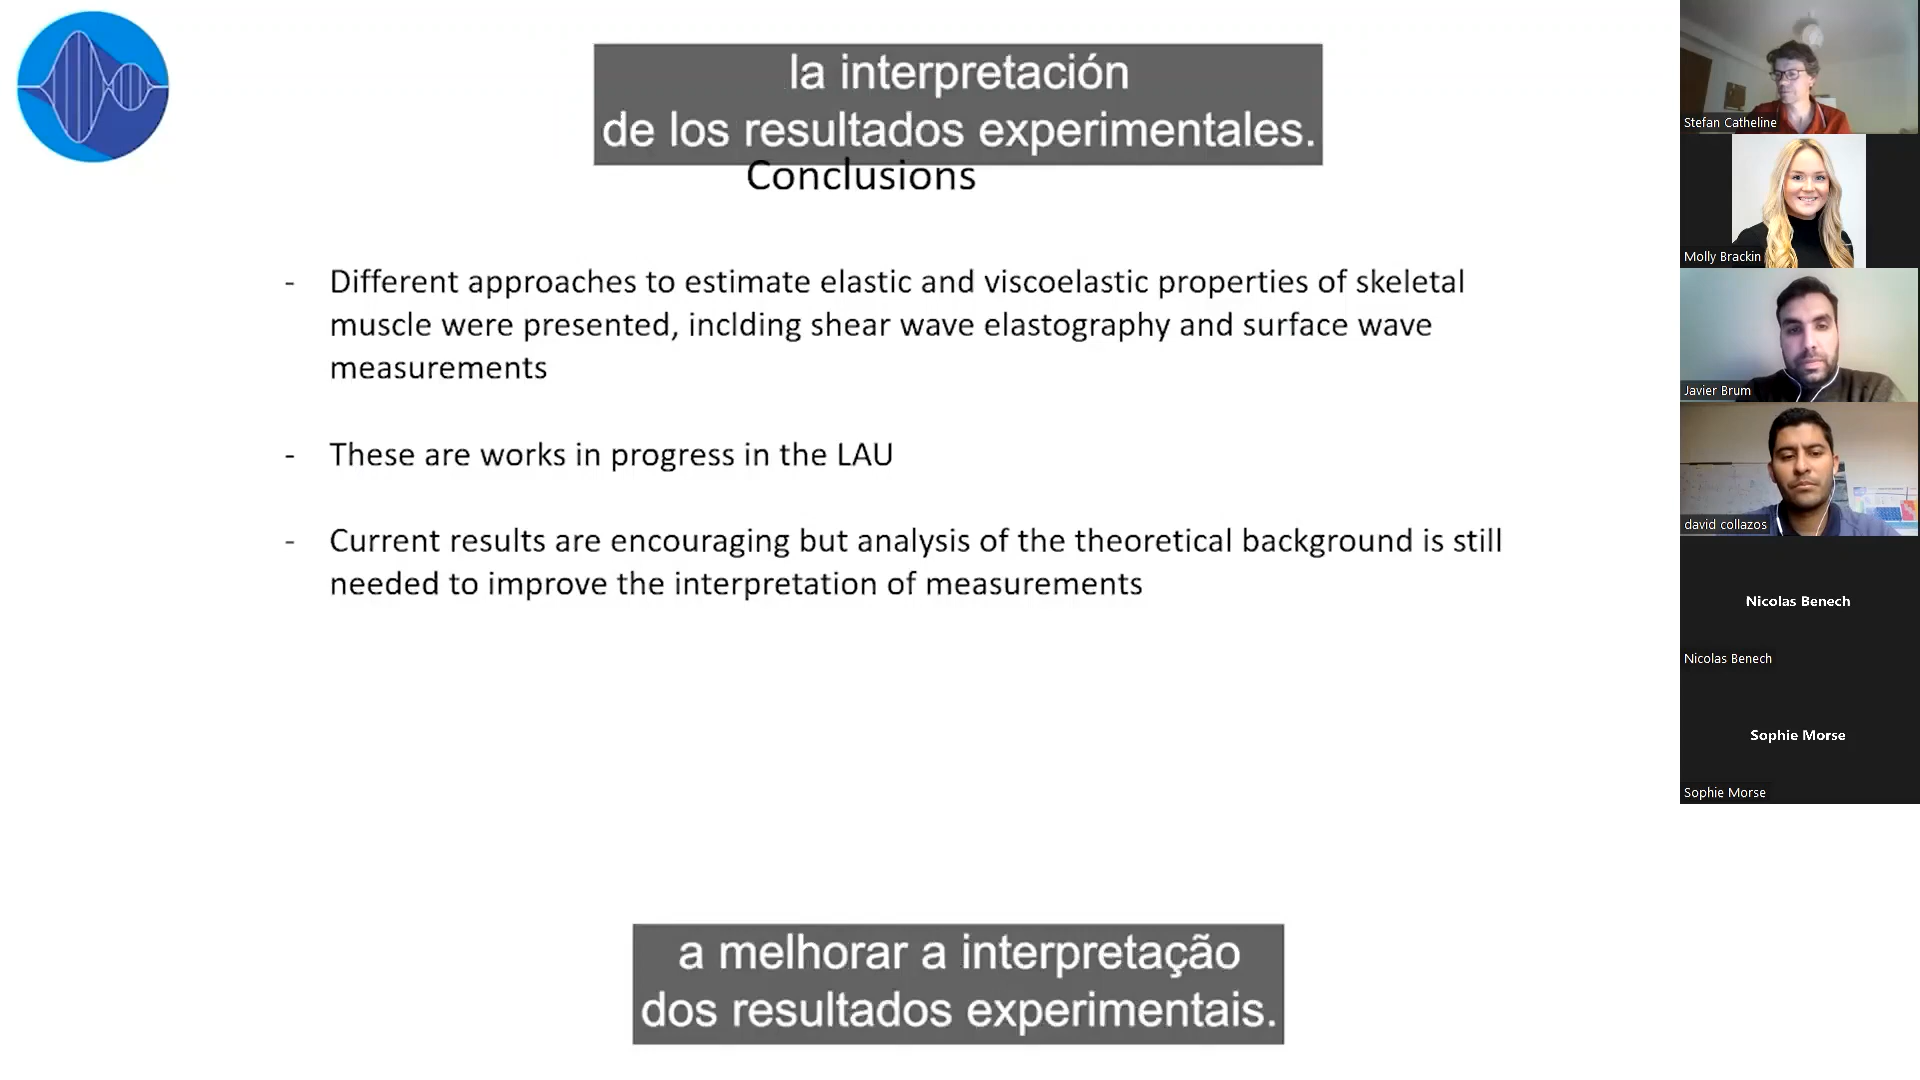 la interpretación
de los resultados experimentales.
Conclusions
- Different approaches to estimate elastic and viscoelastic properties of skeletal
muscle were presented, inclding shear wave elastography and surface wave
measurements
- These are works in progress in the LAU
- Current results are encouraging but analysis of the theoretical background is still
needed to improve the interpretation of measurements
a melhorar a interpretação
dos resultados experimentais.
Stefan Catheline
Molly Brackin
Javier Brum
david collazos
Nicolas Benech
Nicolas Benech
Sophie Morse
Sophie Morse